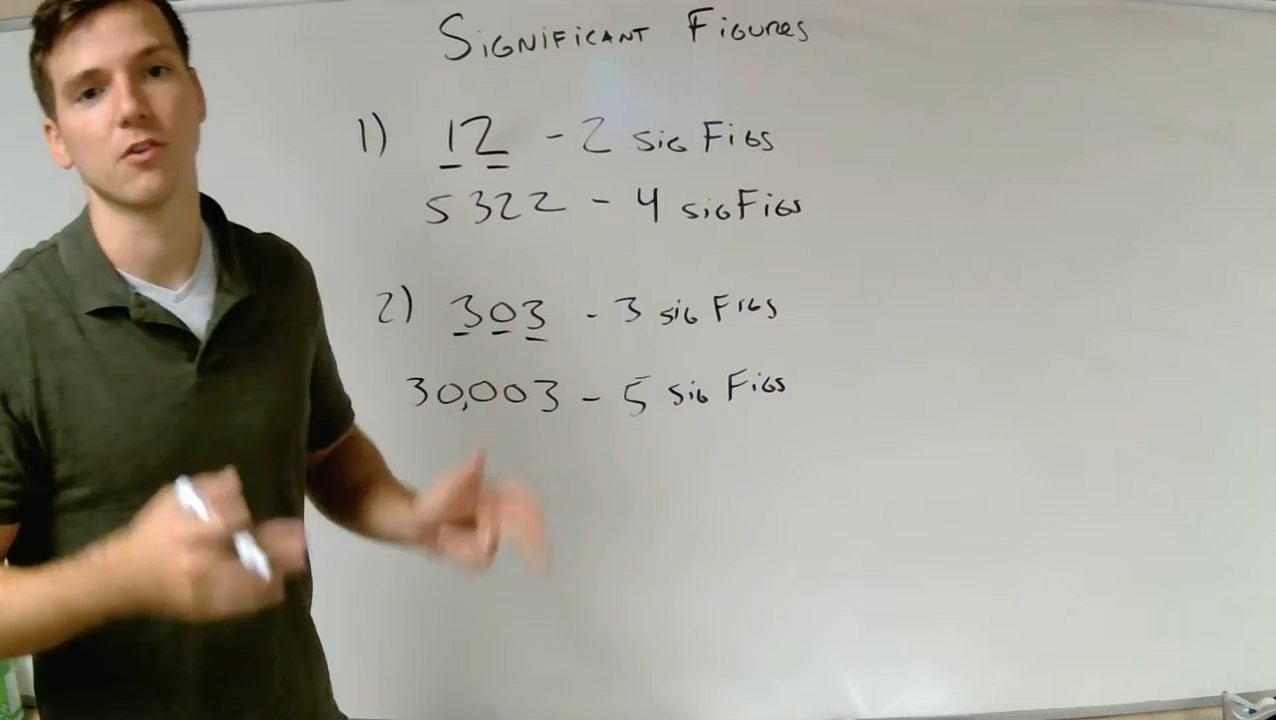 Significant Figures
1) 12 - 2 sig Figs
5322 - 4 sig Figs
2) 303 - 3 sig Figs
30,003 - 5 sig Figs